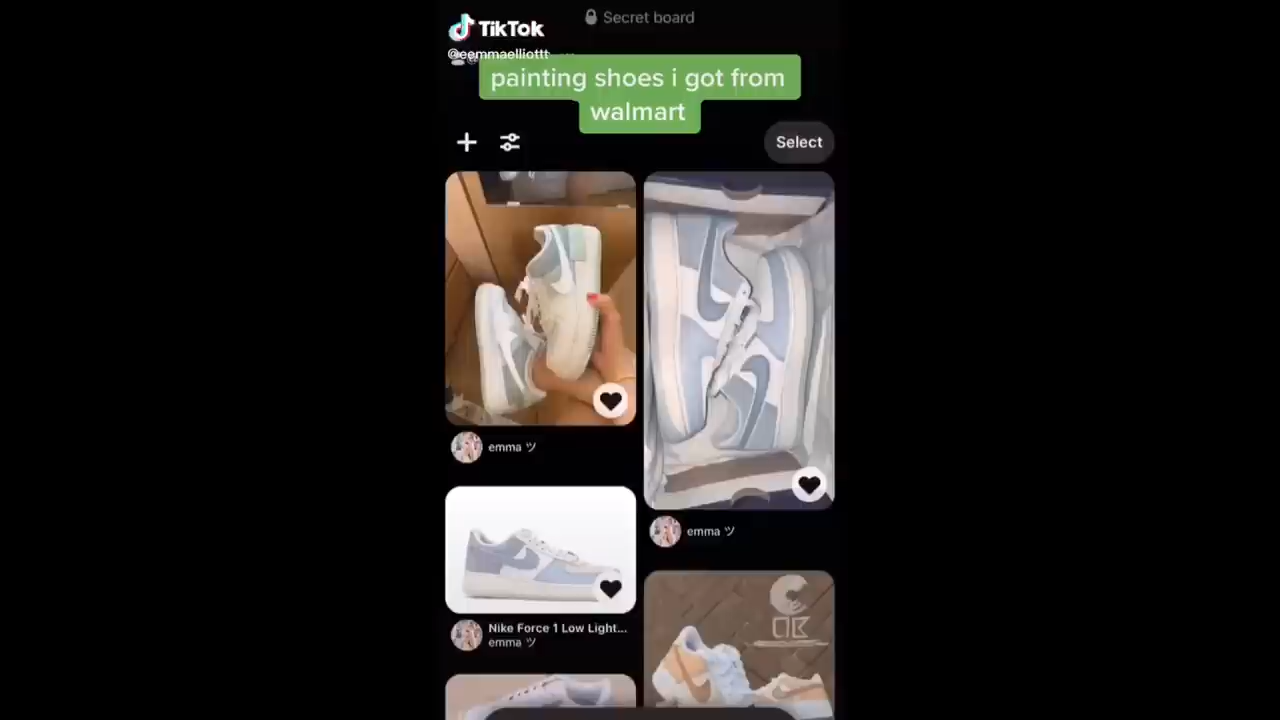 Secret board
TikTok
@eemmaelliottt
painting shoes i got from
walmart
Select
emma ツ
emma ツ
Nike Force 1 Low Light...
emma ツ